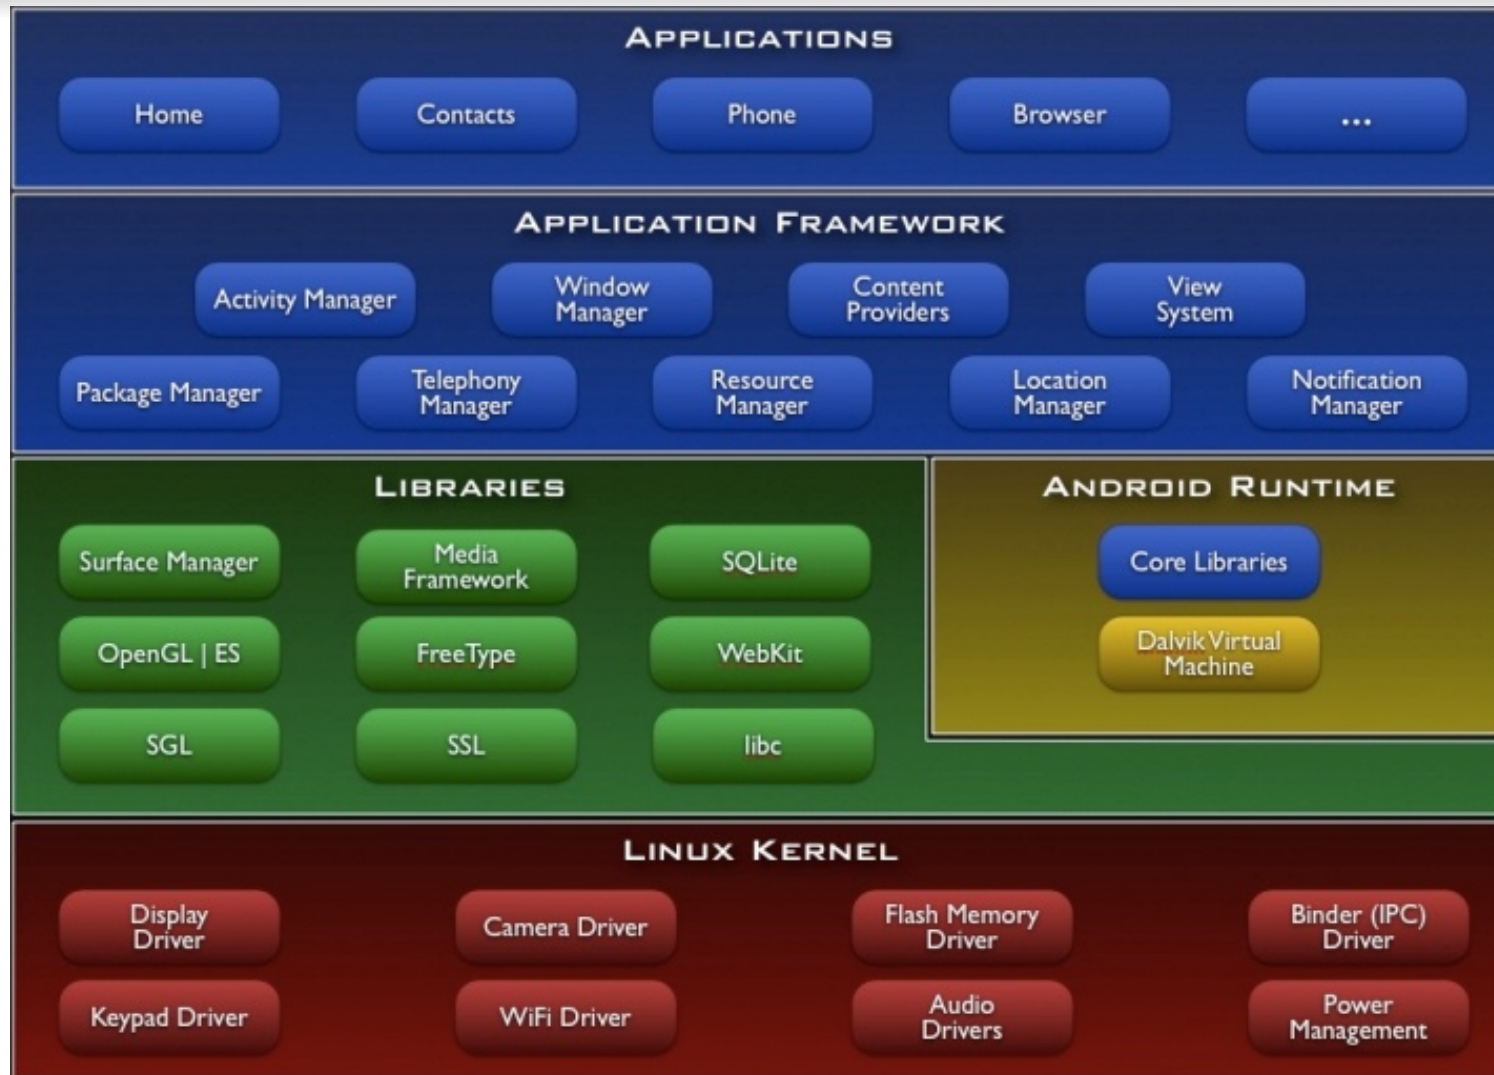 APPLICATIONS
Home
Contacts
Phone
Browser
...
APPLICATION FRAMEWORK
Activity Manager
Window
Manager
Content
Providers
View
System
Package Manager
Telephony
Manager
Resource
Manager
Location
Manager
Notification
Manager
LIBRARIES
Surface Manager
Media
Framework
SQLite
OpenGL | ES
FreeType
WebKit
SGL
SSL
libc
ANDROID RUNTIME
Core Libraries
Dalvik Virtual
Machine
LINUX KERNEL
Display
Driver
Camera Driver
Flash Memory
Driver
Binder (IPC)
Driver
Keypad Driver
WiFi Driver
Audio
Drivers
Power
Management